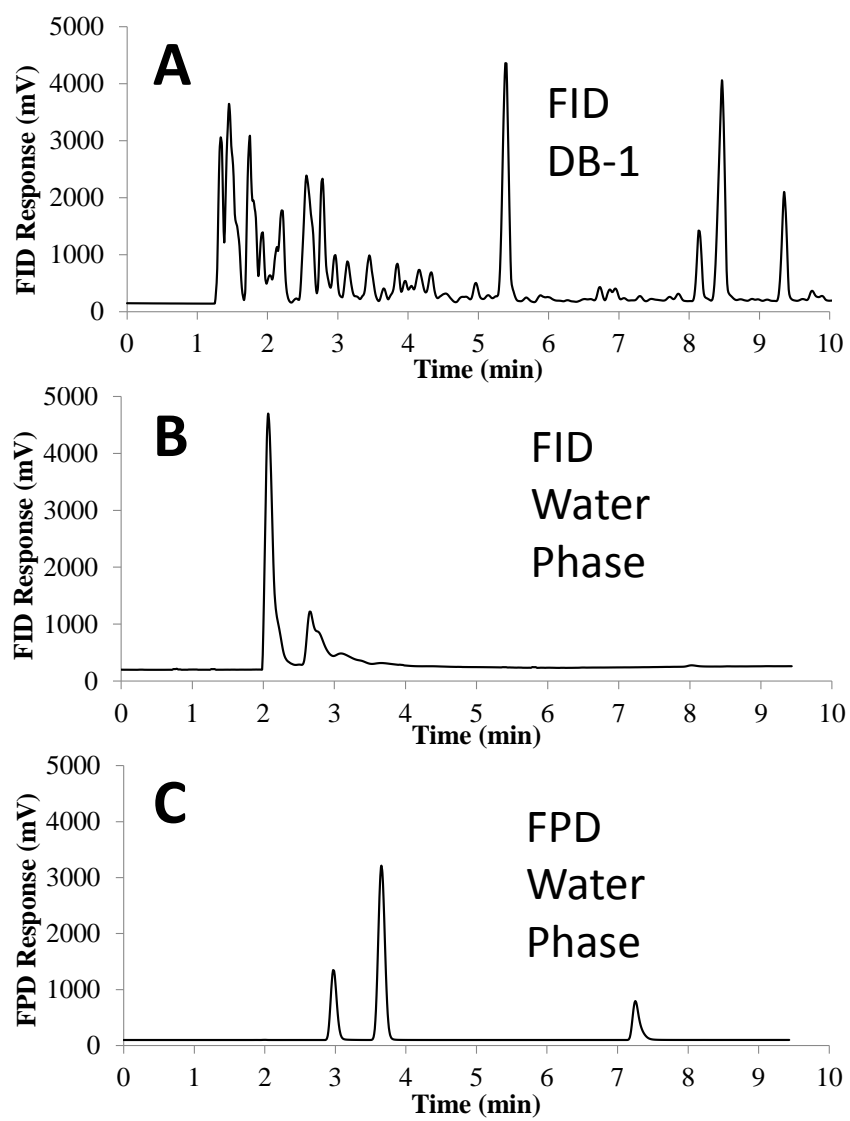 A
FID
DB-1
FID Response (mV)
5000
4000
3000
2000
1000
0
0 1 2 3 4 5 6 7 8 9 10
Time (min)
B
FID
Water
Phase
FID Response (mV)
5000
4000
3000
2000
1000
0
0 1 2 3 4 5 6 7 8 9 10
Time (min)
C
FPD
Water
Phase
FPD Response (mV)
5000
4000
3000
2000
1000
0
0 1 2 3 4 5 6 7 8 9 10
Time (min)